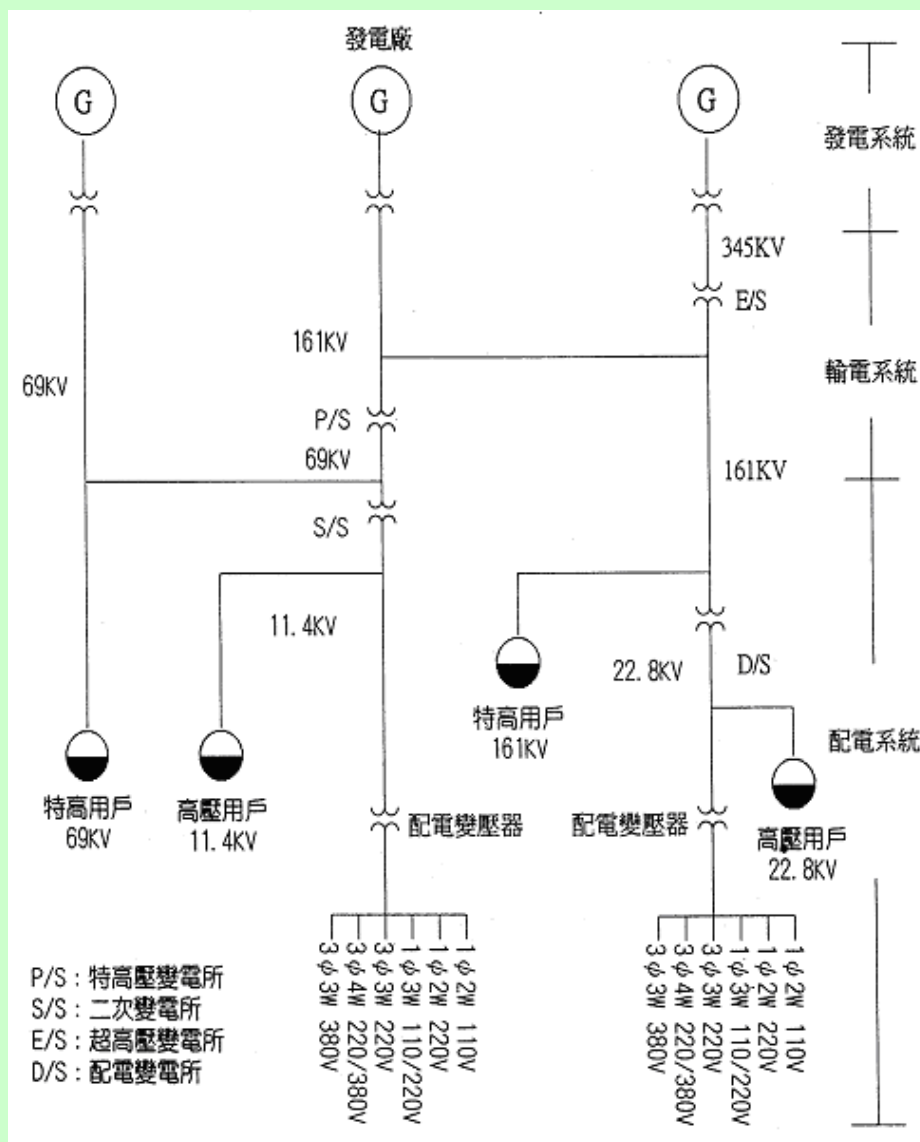 發電廠
G
G
G
發電系統
345KV
E/S
161KV
69KV
輸電系統
P/S
69KV
161KV
S/S
11.4KV
22.8KV
D/S
特高用戶
161KV
配電系統
特高用戶
69KV
高壓用戶
11.4KV
配電變壓器
配電變壓器
高壓用戶
22.8KV
3φ3W 380V
3φ4W 220/380V
3φ3W 220V
1φ3W 110/220V
1φ2W 220V
1φ2W 110V
3φ3W 380V
3φ4W 220/380V
3φ3W 220V
1φ3W 110/220V
1φ2W 220V
1φ2W 110V
P/S：特高壓變電所
S/S：二次變電所
E/S：超高壓變電所
D/S：配電變電所